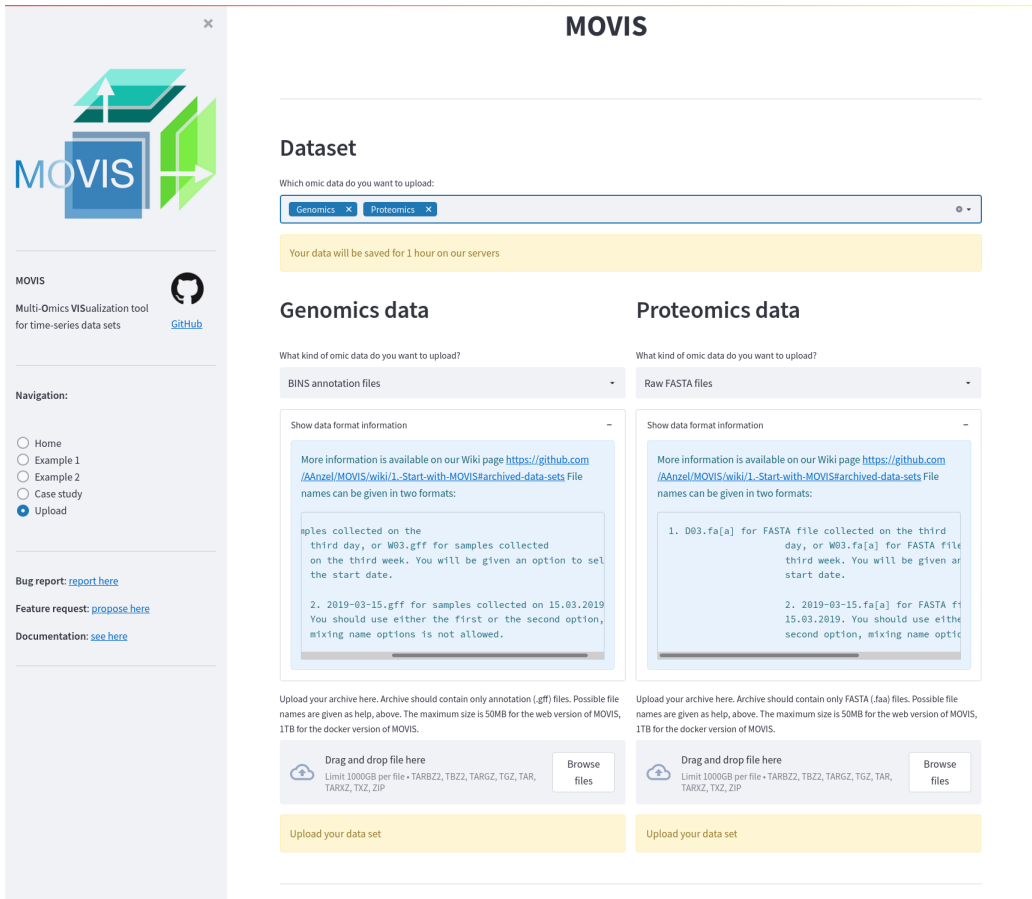 MOVIS
MOVIS
MOVIS
Multi-Omics VISualization tool
for time-series data sets
GitHub
Navigation:
Home
Example 1
Example 2
Case study
Upload
Bug report: report here
Feature request: propose here
Documentation: see here
Dataset
Which omic data do you want to upload:
Genomics × Proteomics ×
Your data will be saved for 1 hour on our servers
Genomics data
What kind of omic data do you want to upload?
BINS annotation files
Show data format information
More information is available on our Wiki page https://github.com
/AAnzel/MOVIS/wiki/1.-Start-with-MOVIS#archived-data-sets File
names can be given in two formats:
mples collected on the
third day, or W03.gff for samples collected
on the third week. You will be given an option to sel
the start date.
2. 2019-03-15.gff for samples collected on 15.03.2019
You should use either the first or the second option,
mixing name options is not allowed.
Upload your archive here. Archive should contain only annotation (.gff) files. Possible file
names are given as help, above. The maximum size is 50MB for the web version of MOVIS,
1TB for the docker version of MOVIS.
Drag and drop file here
Limit 1000GB per file • TARBZ2, TBZ2, TARGZ, TGZ, TAR,
TARXZ, TXZ, ZIP
Browse
files
Upload your data set
Proteomics data
What kind of omic data do you want to upload?
Raw FASTA files
Show data format information
More information is available on our Wiki page https://github.com
/AAnzel/MOVIS/wiki/1.-Start-with-MOVIS#archived-data-sets File
names can be given in two formats:
1. D03.fa[a] for FASTA file collected on the third
day, or W03.fa[a] for FASTA file
third week. You will be given an
start date.
2. 2019-03-15.fa[a] for FASTA fi
15.03.2019. You should use eithe
second option, mixing name optio
Upload your archive here. Archive should contain only FASTA (.faa) files. Possible file
names are given as help, above. The maximum size is 50MB for the web version of MOVIS,
1TB for the docker version of MOVIS.
Drag and drop file here
Limit 1000GB per file • TARBZ2, TBZ2, TARGZ, TGZ, TAR,
TARXZ, TXZ, ZIP
Browse
files
Upload your data set